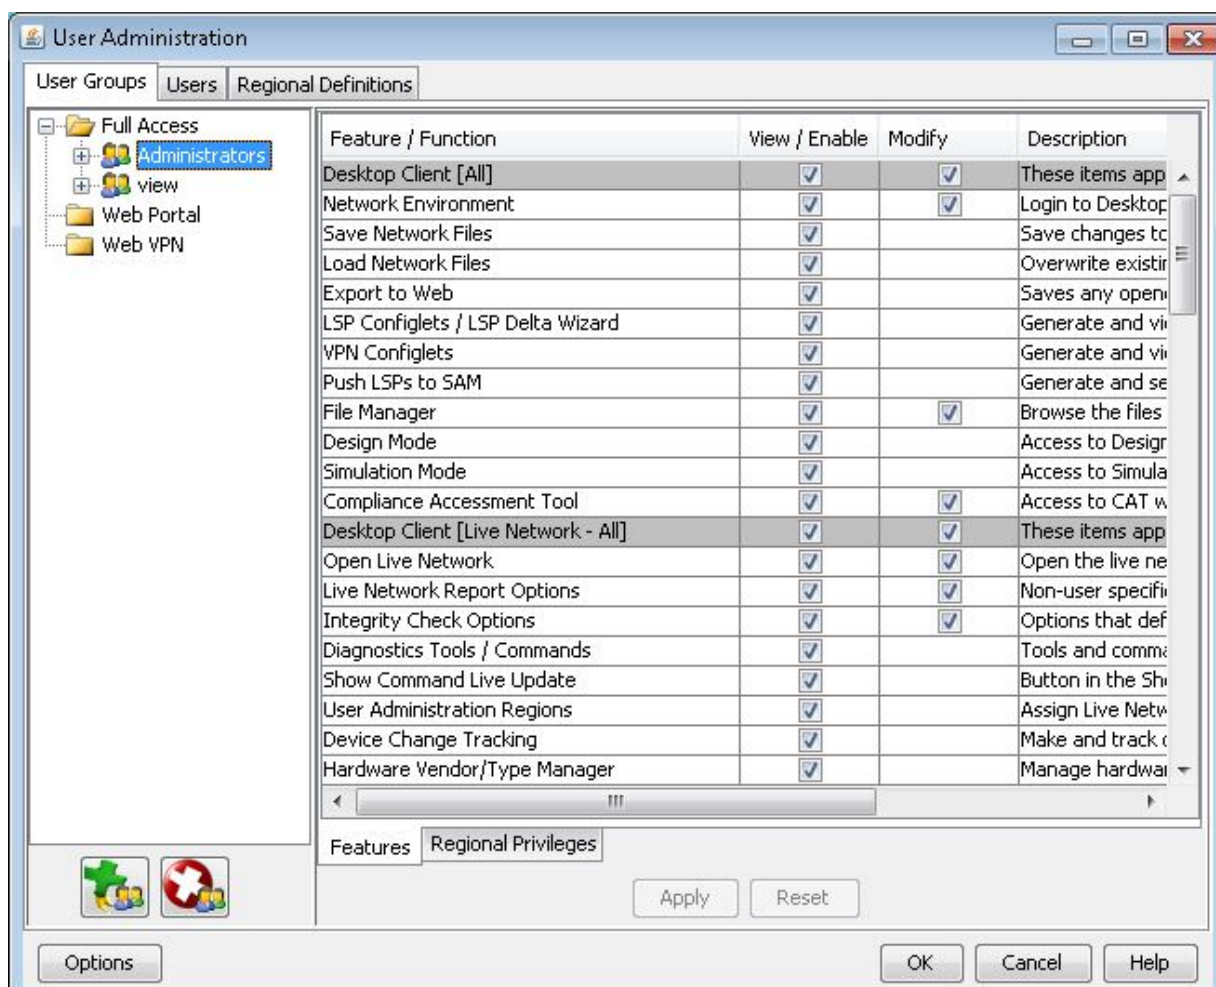 User Administration
User Groups Users Regional Definitions
Full Access
Administrators
view
Web Portal
Web VPN
Feature / Function View / Enable Modify Description
Desktop Client [All] These items app
Network Environment Login to Desktop
Save Network Files Save changes to
Load Network Files Overwrite existin
Export to Web Saves any open
LSP Configlets / LSP Delta Wizard Generate and vi
VPN Configlets Generate and vi
Push LSPs to SAM Generate and se
File Manager Browse the files
Design Mode Access to Design
Simulation Mode Access to Simula
Compliance Accessment Tool Access to CAT w
Desktop Client [Live Network - All] These items app
Open Live Network Open the live ne
Live Network Report Options Non-user specifi
Integrity Check Options Options that def
Diagnostics Tools / Commands Tools and comma
Show Command Live Update Button in the Sh
User Administration Regions Assign Live Netw
Device Change Tracking Make and track
Hardware Vendor/Type Manager Manage hardwar
Features Regional Privileges
Apply Reset
Options OK Cancel Help